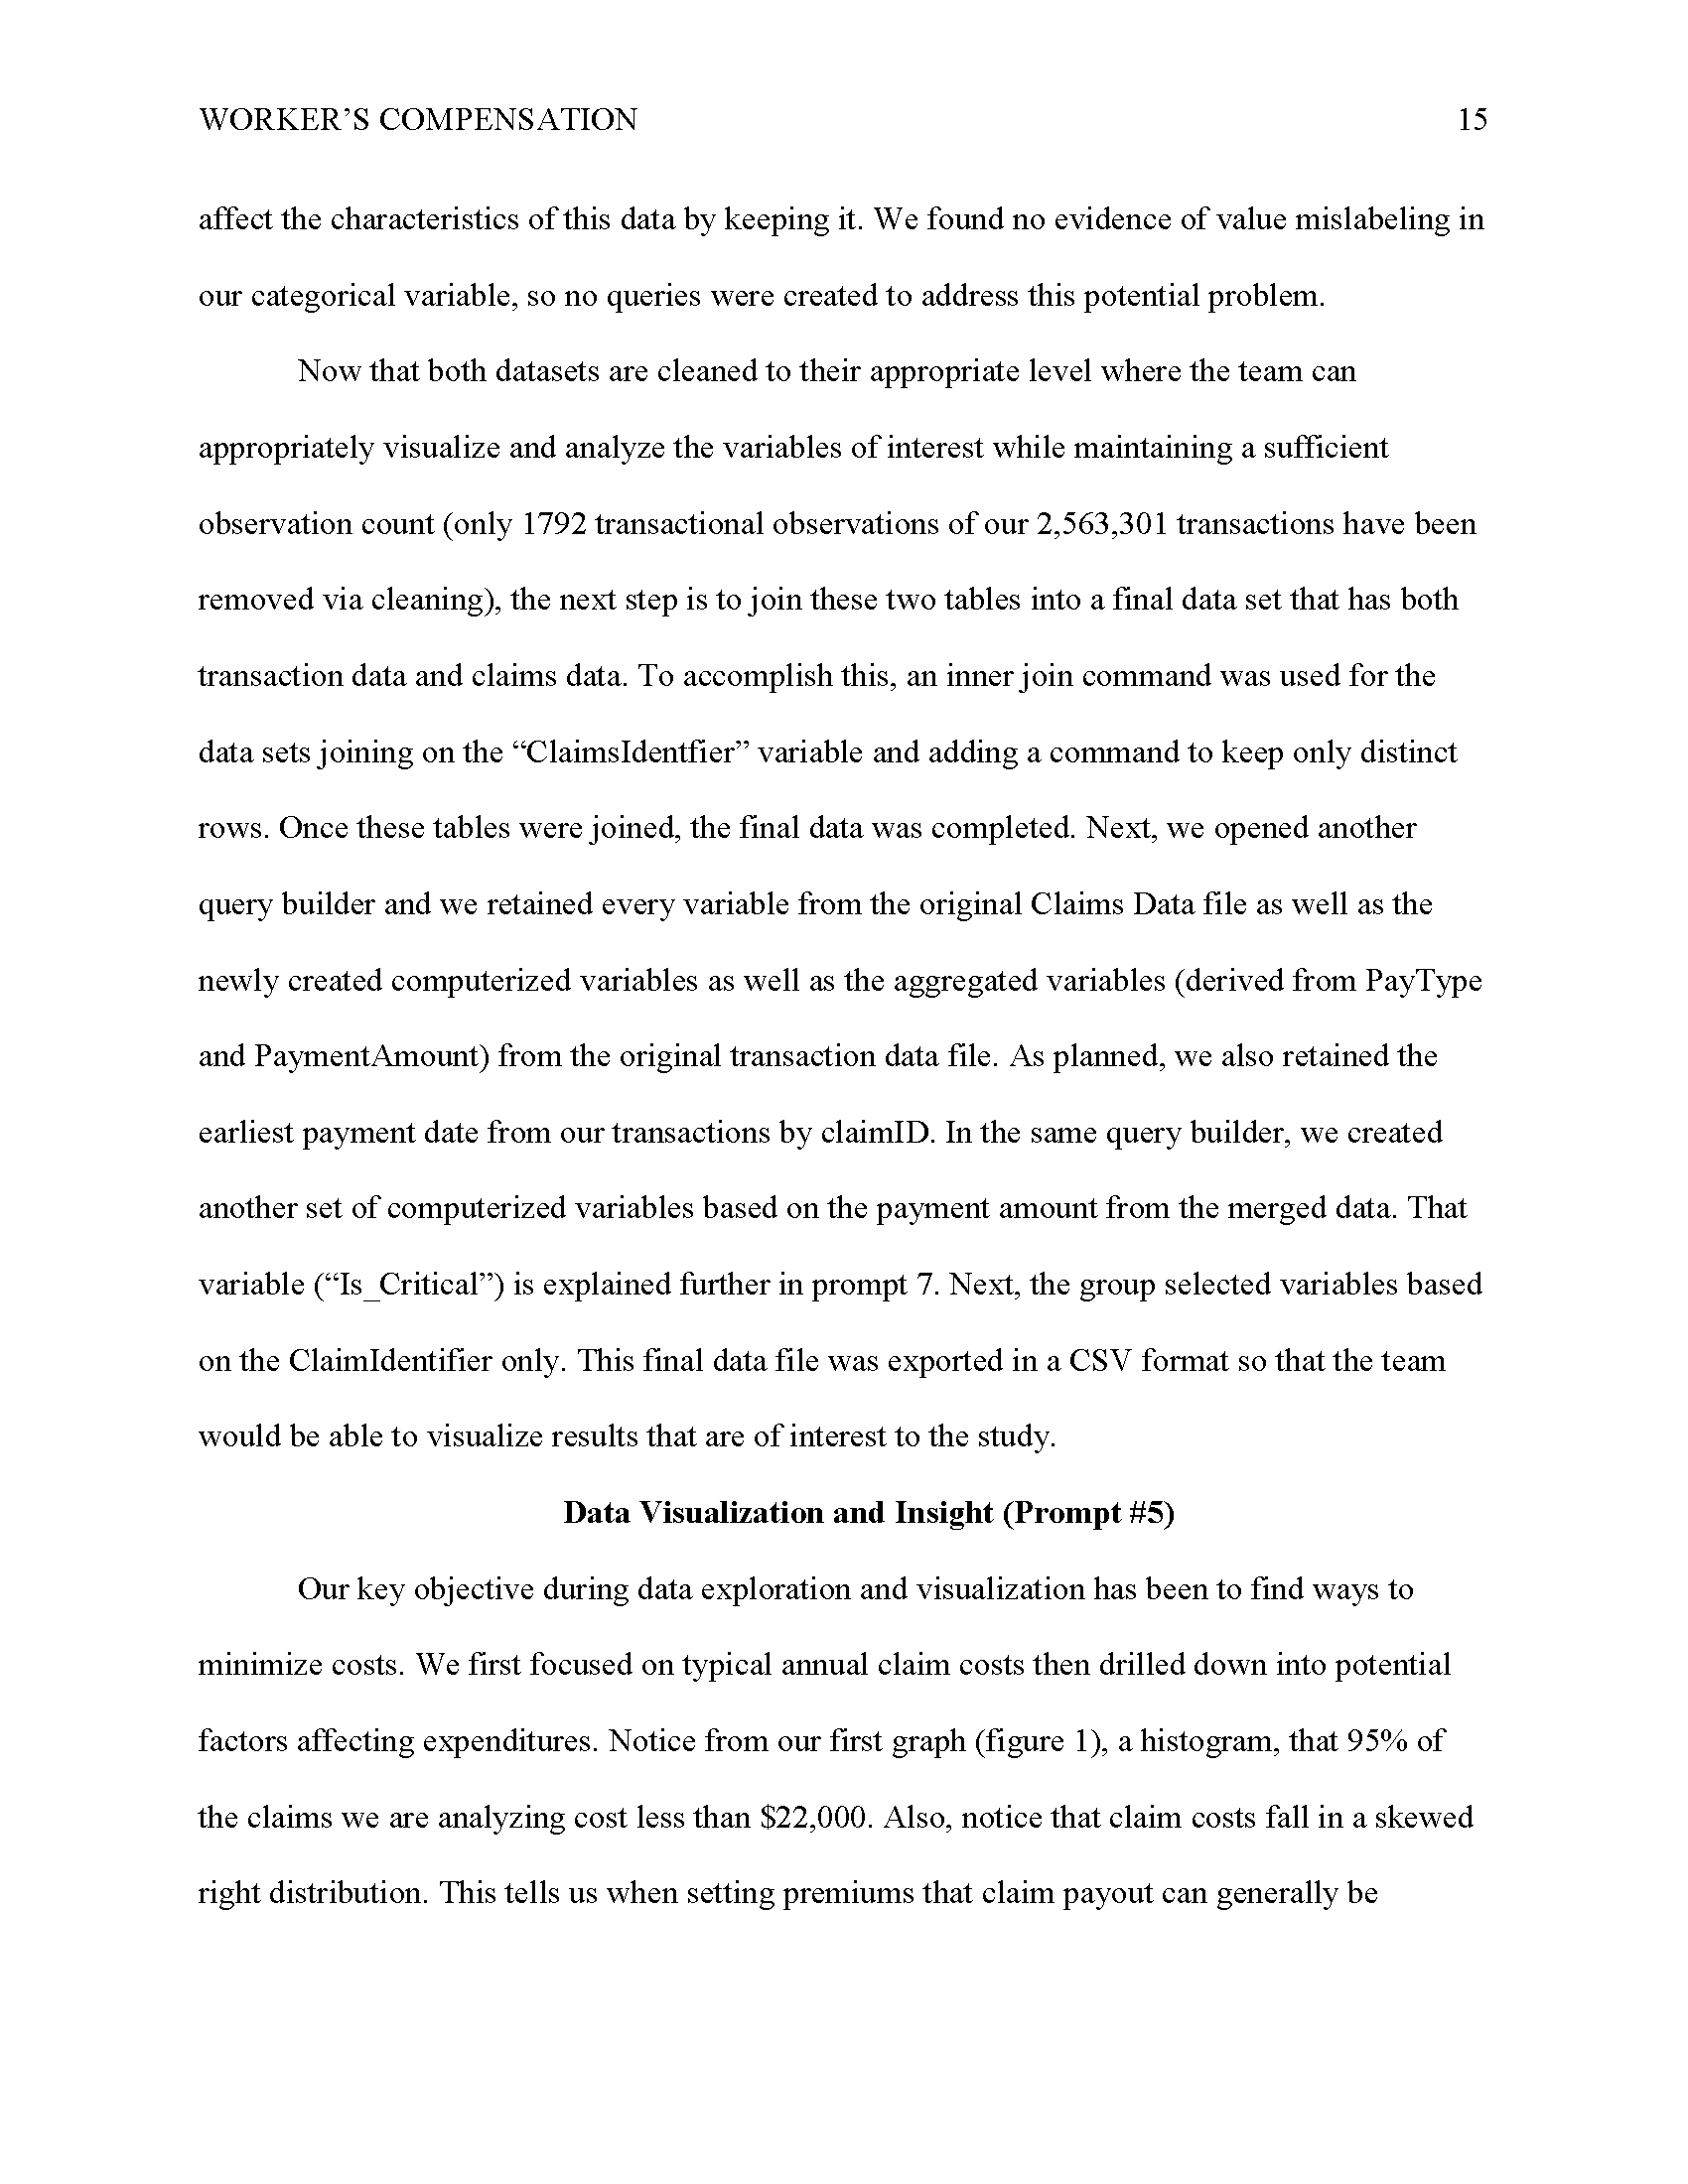 WORKER’S COMPENSATION 15
affect the characteristics of this data by keeping it. We found no evidence of value mislabeling in
our categorical variable, so no queries were created to address this potential problem.
Now that both datasets are cleaned to their appropriate level where the team can
appropriately visualize and analyze the variables of interest while maintaining a sufficient
observation count (only 1792 transactional observations of our 2,563,301 transactions have been
removed via cleaning), the next step is to join these two tables into a final data set that has both
transaction data and claims data. To accomplish this, an inner join command was used for the
data sets joining on the “ClaimsIdentfier” variable and adding a command to keep only distinct
rows. Once these tables were joined, the final data was completed. Next, we opened another
query builder and we retained every variable from the original Claims Data file as well as the
newly created computerized variables as well as the aggregated variables (derived from PayType
and PaymentAmount) from the original transaction data file. As planned, we also retained the
earliest payment date from our transactions by claimID. In the same query builder, we created
another set of computerized variables based on the payment amount from the merged data. That
variable (“Is_Critical”) is explained further in prompt 7. Next, the group selected variables based
on the ClaimIdentifier only. This final data file was exported in a CSV format so that the team
would be able to visualize results that are of interest to the study.
Data Visualization and Insight (Prompt #5)
Our key objective during data exploration and visualization has been to find ways to
minimize costs. We first focused on typical annual claim costs then drilled down into potential
factors affecting expenditures. Notice from our first graph (figure 1), a histogram, that 95% of
the claims we are analyzing cost less than $22,000. Also, notice that claim costs fall in a skewed
right distribution. This tells us when setting premiums that claim payout can generally be